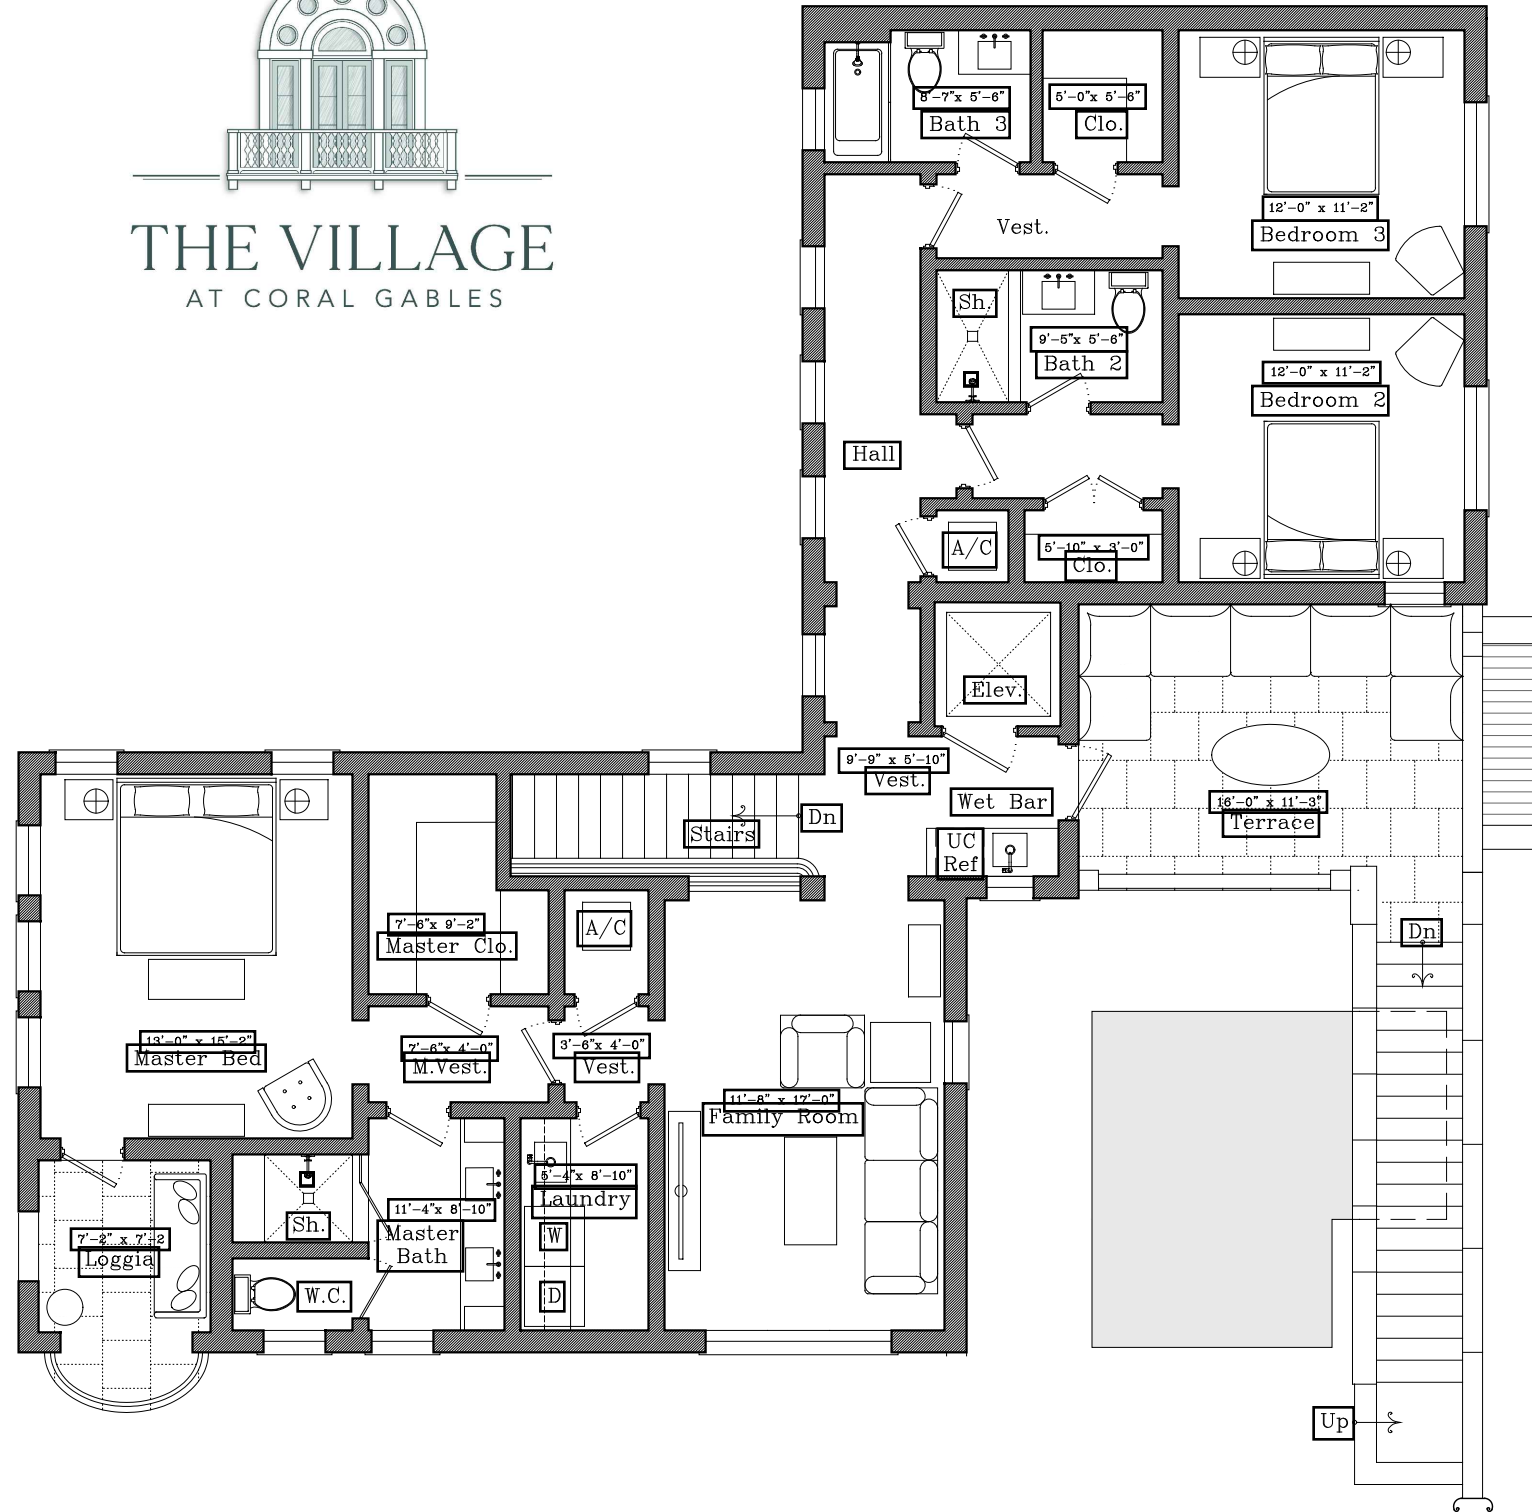 THE VILLAGE
AT CORAL GABLES
8'-7"x 5'-6"
Bath 3
5'-0"x 5'-6"
Clo.
12'-0" x 11'-2"
Bedroom 3
Vest.
Sh.
9'-5"x 5'-6"
Bath 2
12'-0" x 11'-2"
Bedroom 2
Hall
A/C
5'-10" x 3'-0"
Clo.
Elev.
9'-9" x 5'-10"
Vest.
Wet Bar
16'-0" x 11'-3"
Terrace
Stairs
Dn
UC
Ref
7'-6"x 9'-2"
Master Clo.
A/C
Dn
13'-0" x 15'-2"
Master Bed
7'-6"x 4'-0"
M.Vest.
3'-6"x 4'-0"
Vest.
11'-8" x 17'-0"
Family Room
5'-4"x 8'-10"
Laundry
11'-4"x 8'-10"
Master
Bath
Sh.
7'-2" x 7'-2
Loggia
W
W.C.
D
Up